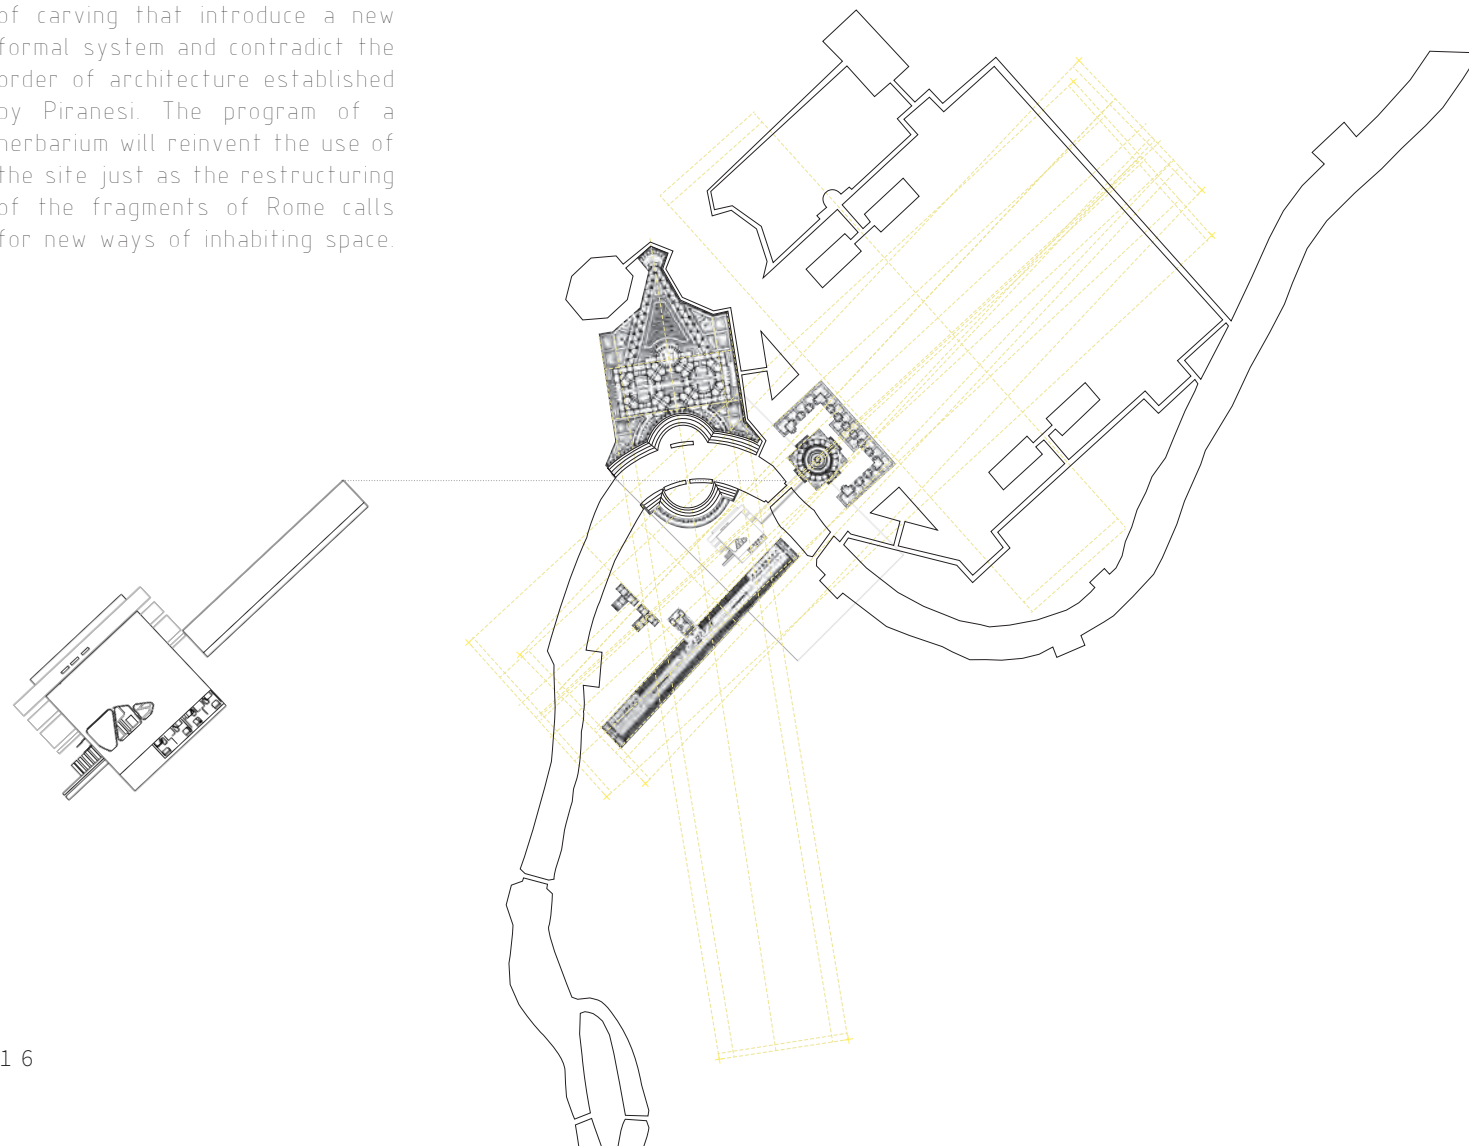 of carving that introduce a new
formal system and contradict the
order of architecture established
by Piranesi. The program of a
herbarium will reinvent the use of
the site just as the restructuring
of the fragments of Rome calls
for new ways of inhabiting space.
16